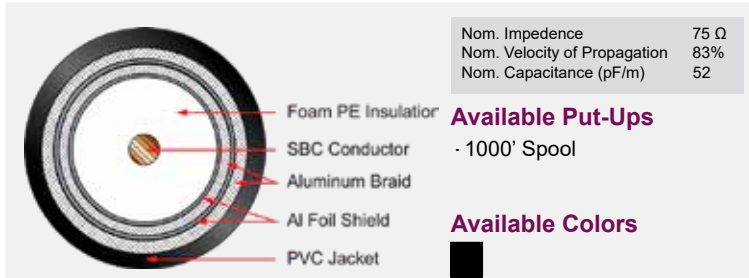 Foam PE Insulation
SBC Conductor
Aluminum Braid
Al Foil Shield
PVC Jacket
Nom. Impedence 75 Ω
Nom. Velocity of Propagation 83%
Nom. Capacitance (pF/m) 52
Available Put-Ups
· 1000’ Spool
Available Colors